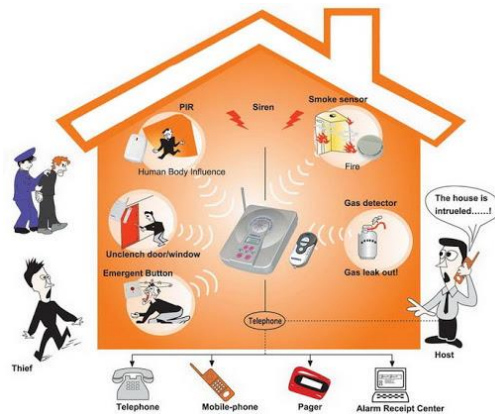 PIR
Siren
Smoke sensor
Human Body Influence
Fire
Gas detector
The house is
intrueled......!
Unclench door/window
Gas leak out!
Emergent Button
Telephone
Thief
Host
Telephone
Mobile-phone
Pager
Alarm Receipt Center